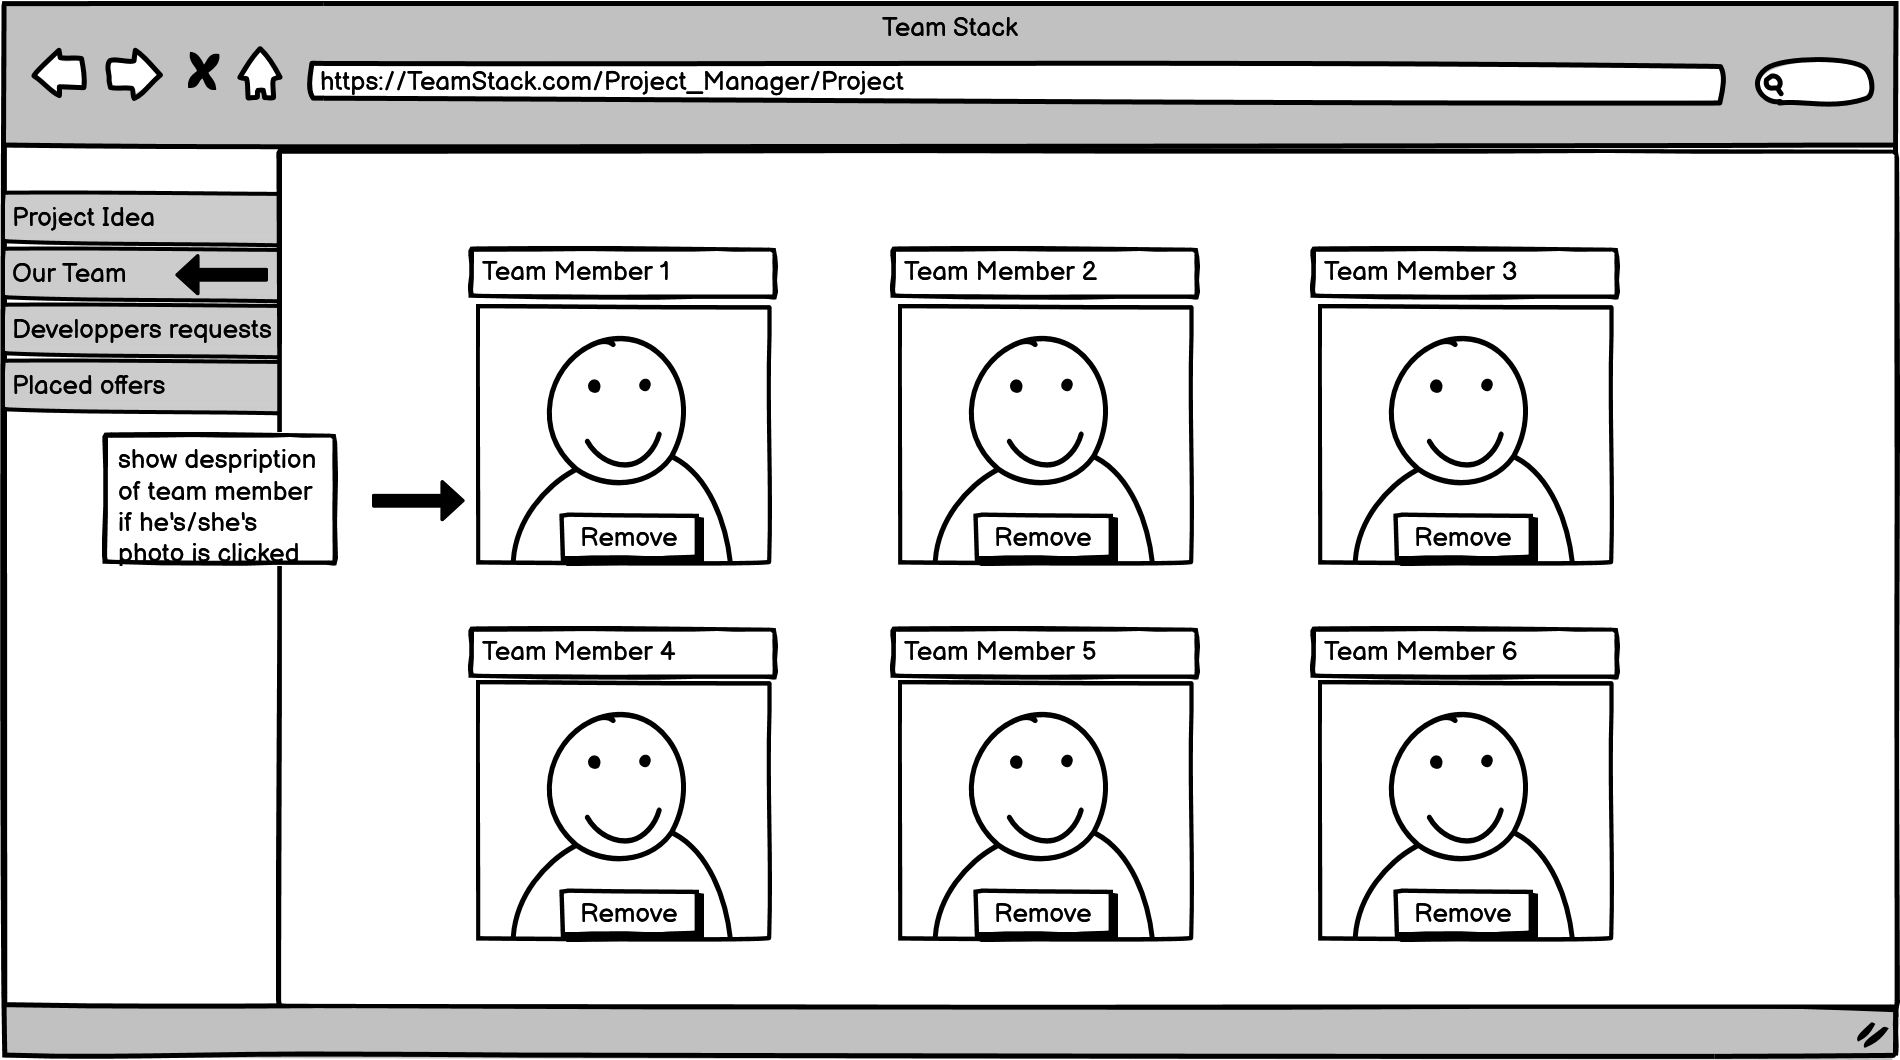 Team Stack
https://TeamStack.com/Project_Manager/Project
Project Idea
Our Team
Developpers requests
Placed offers
show despription
of team member
if he's/she's
photo is clicked
Team Member 1
Team Member 2
Team Member 3
Remove
Remove
Remove
Team Member 4
Team Member 5
Team Member 6
Remove
Remove
Remove